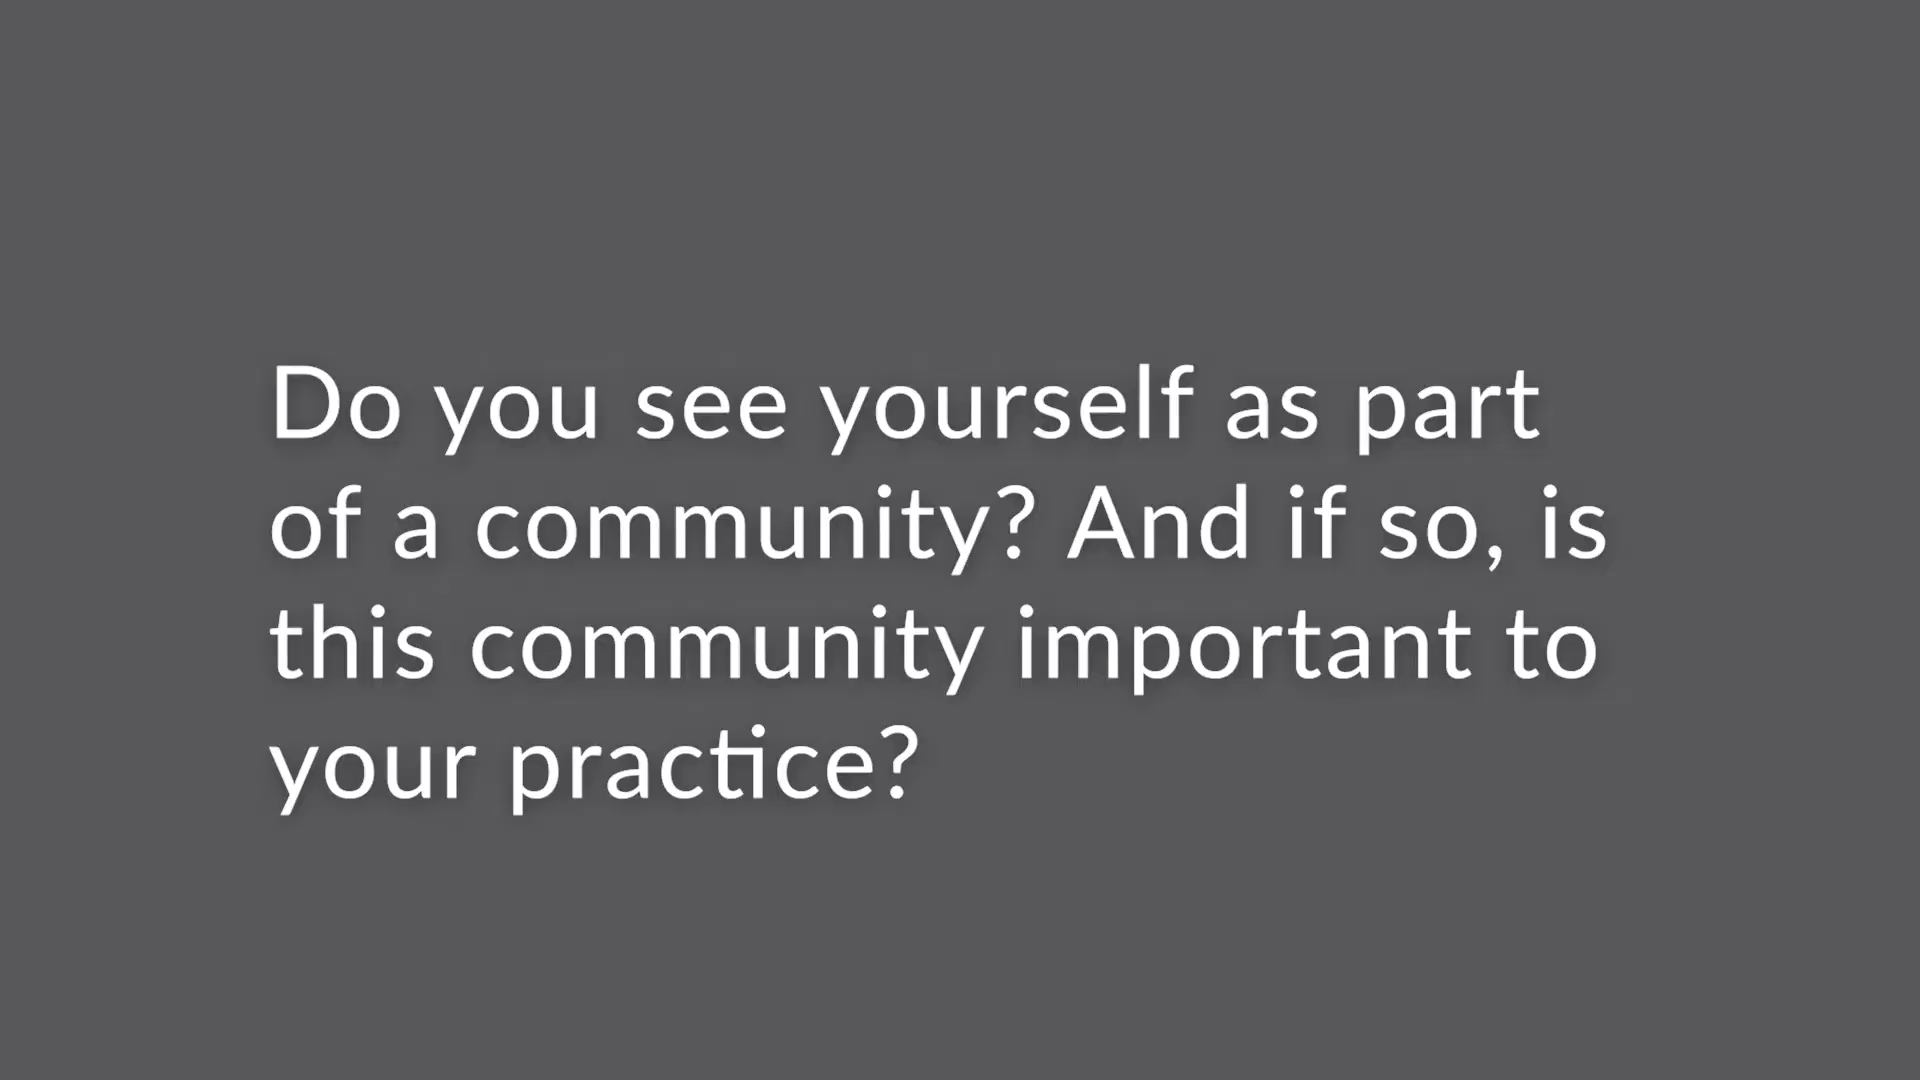 Do you see yourself as part
of a community? And if so, is
this community important to
your practice?